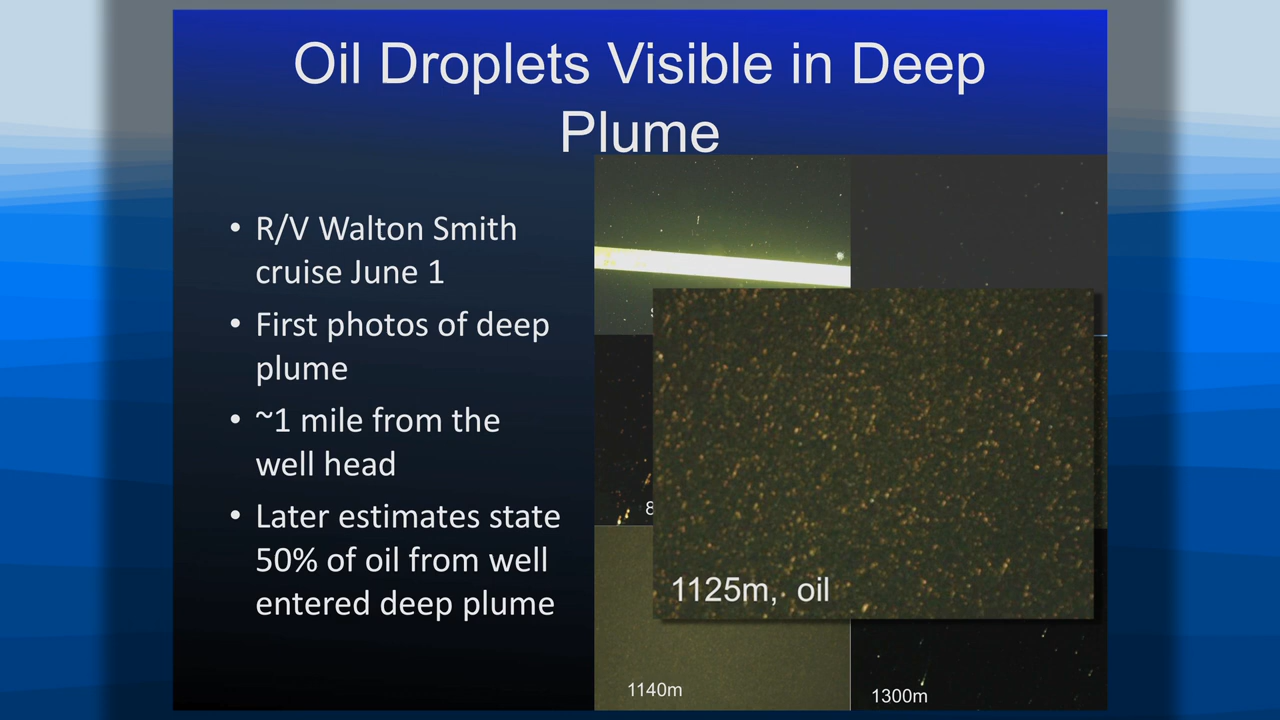 Oil Droplets Visible in Deep
Plume
• R/V Walton Smith
cruise June 1
• First photos of deep
plume
• ~1 mile from the
well head
• Later estimates state
50% of oil from well
entered deep plume
1125m, oil
1140m
1300m